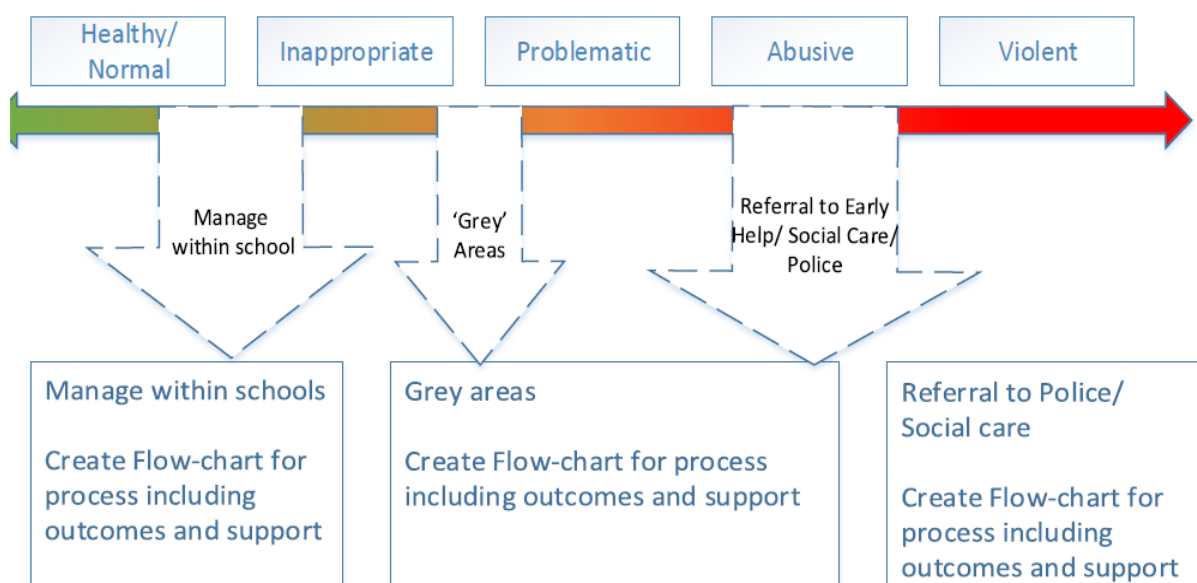 Healthy/
Normal
Inappropriate
Problematic
Abusive
Violent
Manage
within school
‘Grey’
Areas
Referral to Early
Help/ Social Care/
Police
Manage within schools
Create Flow-chart for
process including
outcomes and support
Grey areas
Create Flow-chart for process
including outcomes and support
Referral to Police/
Social care
Create Flow-chart for
process including
outcomes and support